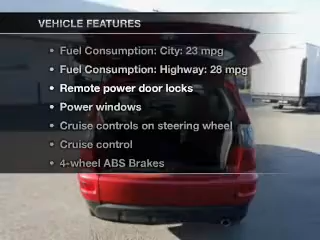 VEHICLE FEATURES
• Fuel Consumption: City: 23 mpg
• Fuel Consumption: Highway: 28 mpg
• Remote power door locks
• Power windows
• Cruise controls on steering wheel
• Cruise control
• 4-wheel ABS Brakes